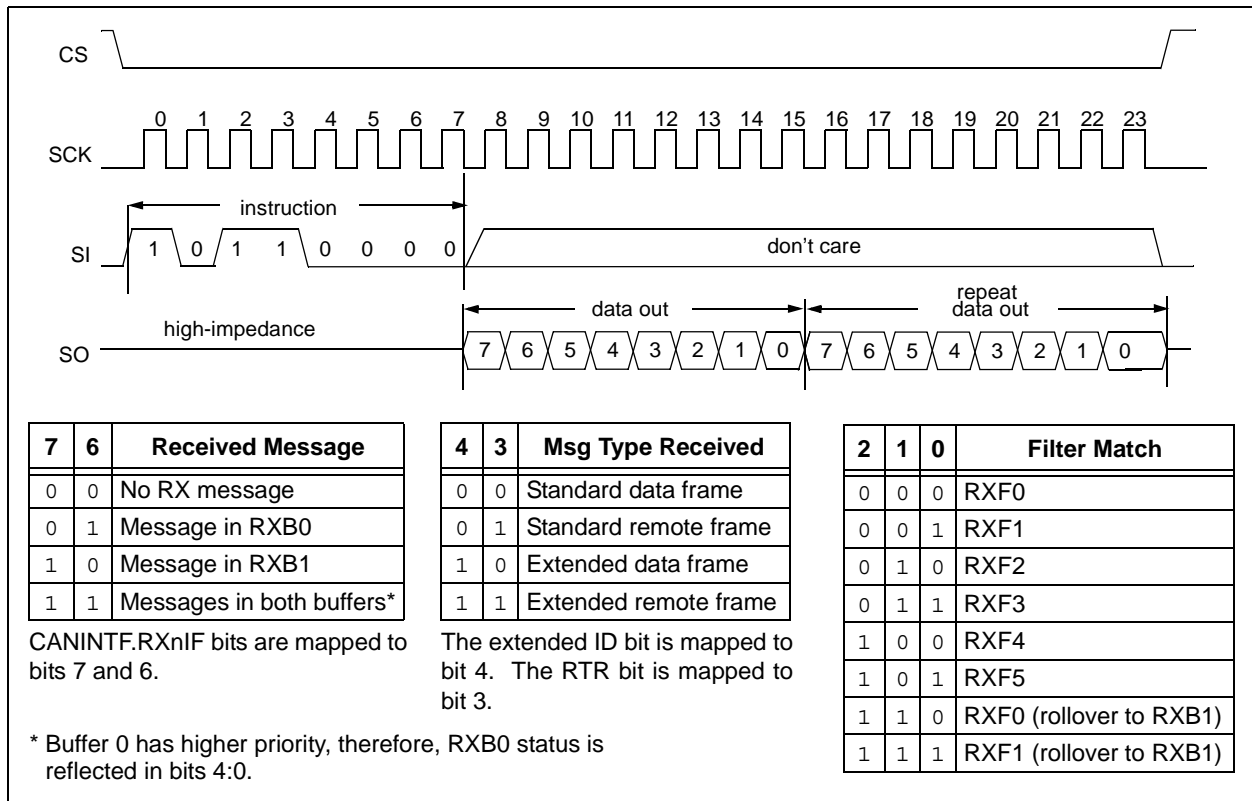 CS
0 1 2 3 4 5 6 7 8 9 10 11 12 13 14 15 16 17 18 19 20 21 22 23
SCK
instruction
SI 1 0 1 1 0 0 0 0 don't care
repeat
data out data out
high-impedance
SO 7 6 5 4 3 2 1 0 7 6 5 4 3 2 1 0
7 6 Received Message
0 0 No RX message
0 1 Message in RXB0
1 0 Message in RXB1
1 1 Messages in both buffers*
CANINTF.RXnIF bits are mapped to
bits 7 and 6.
4 3 Msg Type Received
0 0 Standard data frame
0 1 Standard remote frame
1 0 Extended data frame
1 1 Extended remote frame
The extended ID bit is mapped to
bit 4. The RTR bit is mapped to
bit 3.
2 1 0 Filter Match
0 0 0 RXF0
0 0 1 RXF1
0 1 0 RXF2
0 1 1 RXF3
1 0 0 RXF4
1 0 1 RXF5
1 1 0 RXF0 (rollover to RXB1)
1 1 1 RXF1 (rollover to RXB1)
* Buffer 0 has higher priority, therefore, RXB0 status is
reflected in bits 4:0.